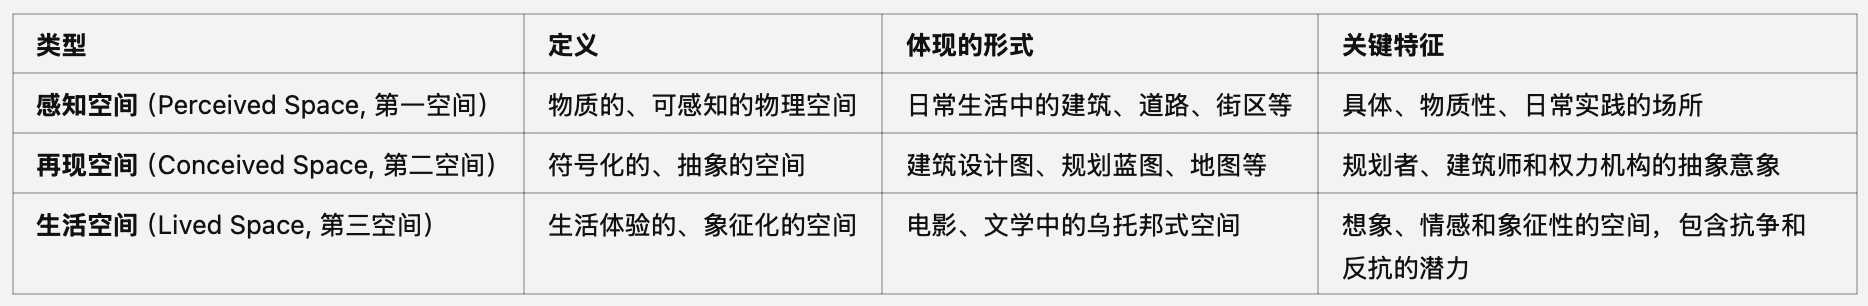 类型 定义 体现的形式 关键特征
感知空间（Perceived Space, 第一空间） 物质的、可感知的物理空间 日常生活中的建筑、道路、街区等 具体、物质性、日常实践的场所
再现空间（Conceived Space, 第二空间） 符号化的、抽象的空间 建筑设计图、规划蓝图、地图等 规划者、建筑师和权力机构的抽象意象
生活空间（Lived Space, 第三空间） 生活体验的、象征化的空间 电影、文学中的乌托邦式空间 想象、情感和象征性的空间，包含抗争和
反抗的潜力